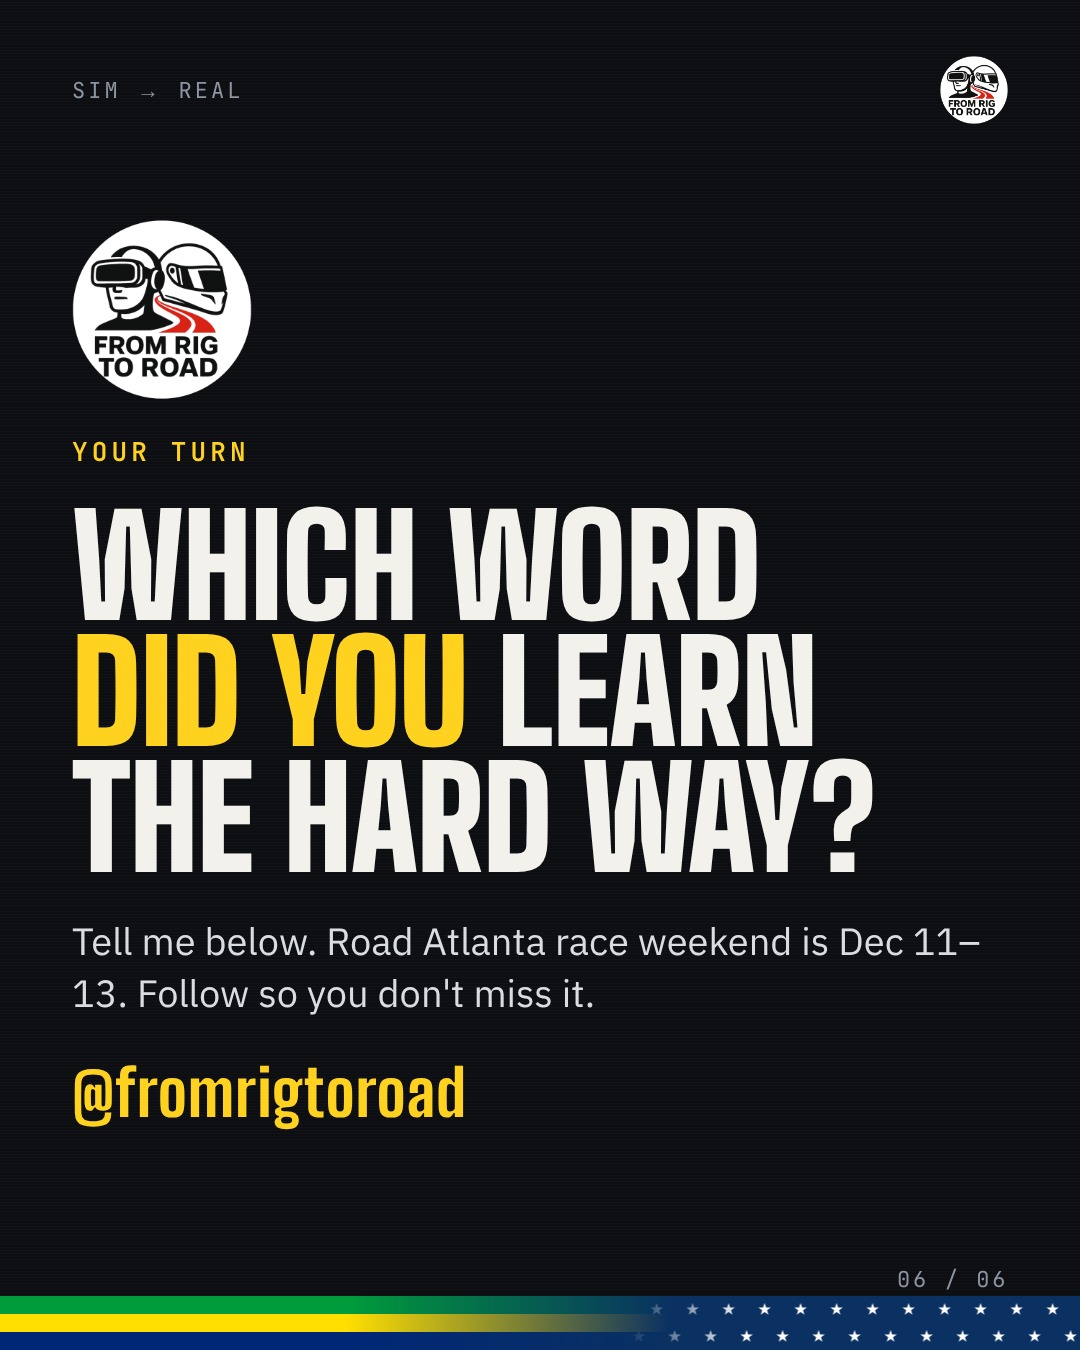 SIM → REAL
FROM RIG
TO ROAD
FROM RIG
TO ROAD
YOUR TURN
WHICH WORD
DID YOU LEARN
THE HARD WAY?
Tell me below. Road Atlanta race weekend is Dec 11–
13. Follow so you don't miss it.
@fromrigtoroad
06 / 06